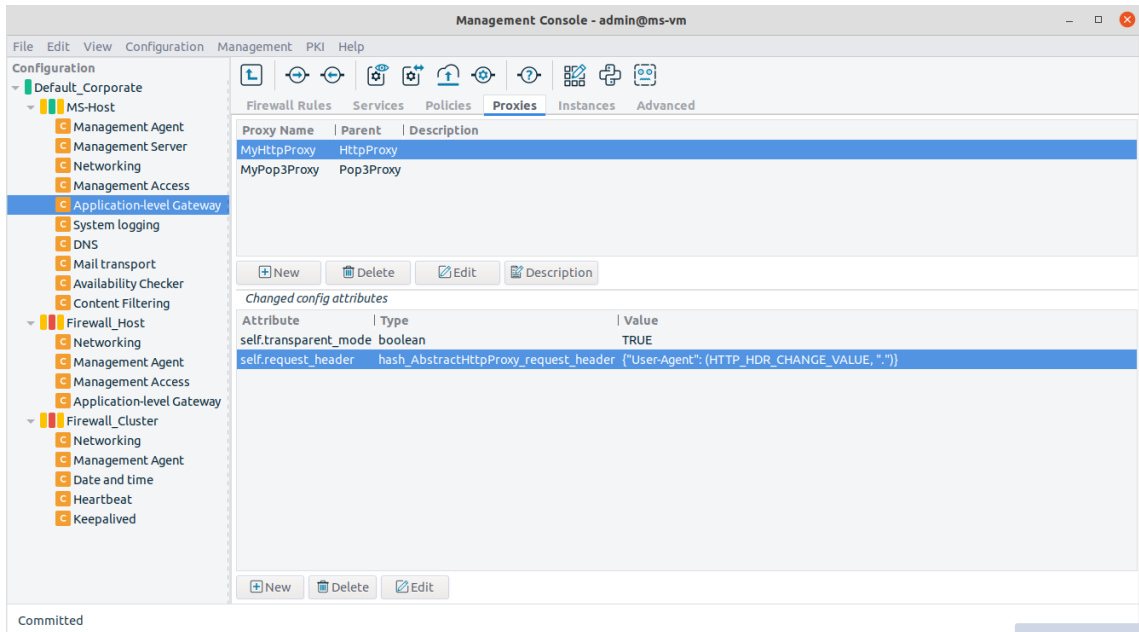 Management Console - admin@ms-vm
File Edit View Configuration Management PKI Help
Configuration
Default_Corporate
MS-Host
C Management Agent
C Management Server
C Networking
C Management Access
C Application-level Gateway
C System logging
C DNS
C Mail transport
C Availability Checker
C Content Filtering
Firewall_Host
C Networking
C Management Agent
C Management Access
C Application-level Gateway
Firewall_Cluster
C Networking
C Management Agent
C Date and time
C Heartbeat
C Keepalived
Firewall Rules Services Policies Proxies Instances Advanced
Proxy Name Parent Description
MyHttpProxy HttpProxy
MyPop3Proxy Pop3Proxy
New Delete Edit Description
Changed config attributes
Attribute Type Value
self.transparent_mode boolean TRUE
self.request_header hash_AbstractHttpProxy_request_header {"User-Agent": (HTTP_HDR_CHANGE_VALUE, ".")}
New Delete Edit
Committed